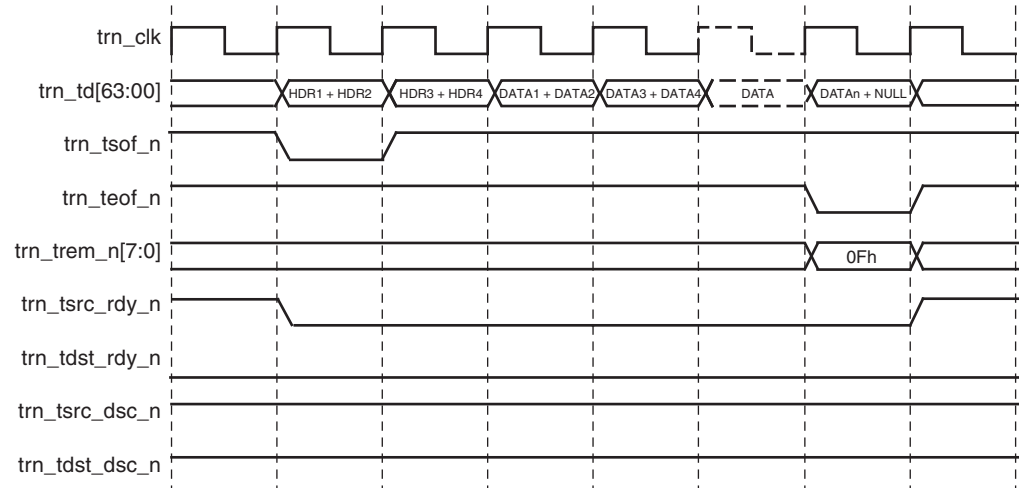 trn_clk
trn_td[63:00]
HDR1 + HDR2 HDR3 + HDR4 DATA1 + DATA2 DATA3 + DATA4 DATA DATAn + NULL
trn_tsof_n
trn_teof_n
trn_trem_n[7:0]
0Fh
trn_tsrc_rdy_n
trn_tdst_rdy_n
trn_tsrc_dsc_n
trn_tdst_dsc_n